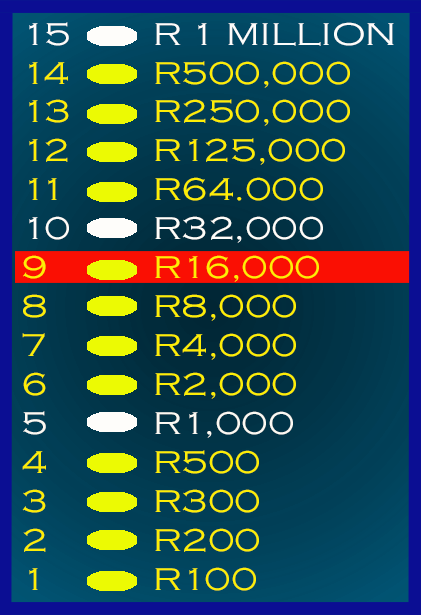 15 R 1 MILLION
14 R500,000
13 R250,000
12 R125,000
11 R64.000
10 R32,000
9 R16,000
8 R8,000
7 R4,000
6 R2,000
5 R1,000
4 R500
3 R300
2 R200
1 R100